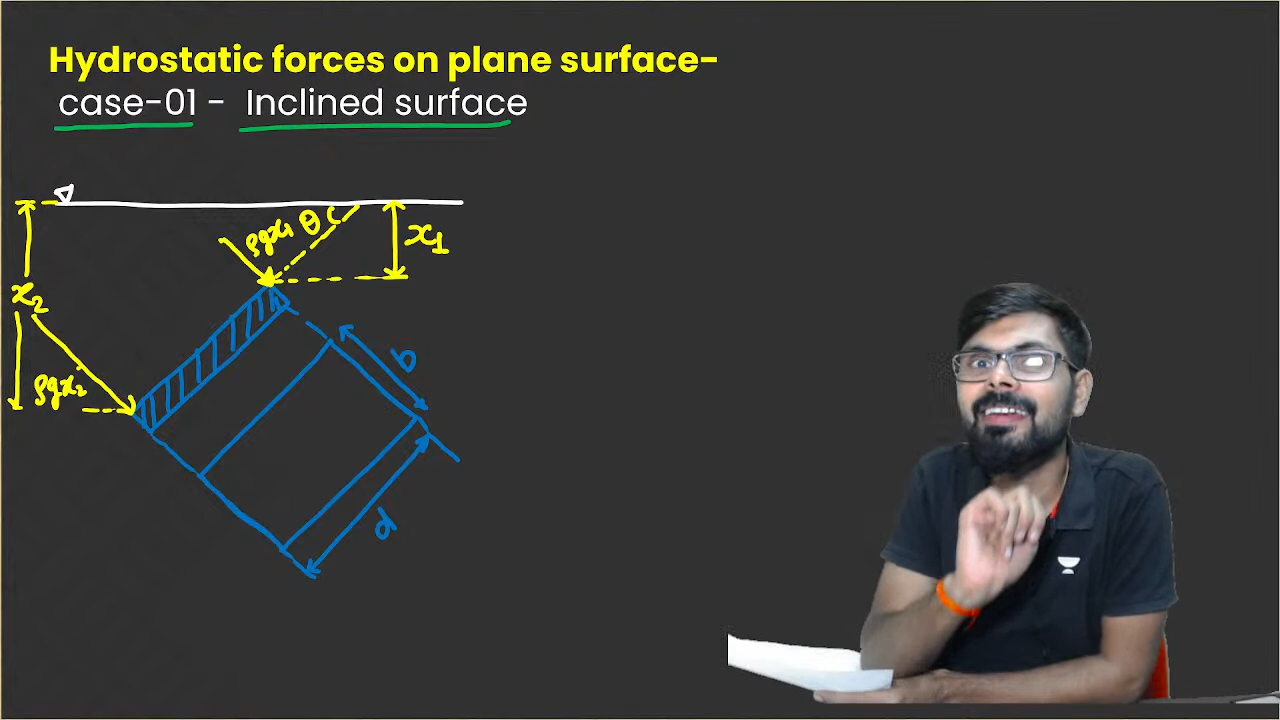 Hydrostatic forces on plane surface-
case-01 - Inclined surface
ρgx₁ θ
x₁
x₂
ρgx₂
b
d